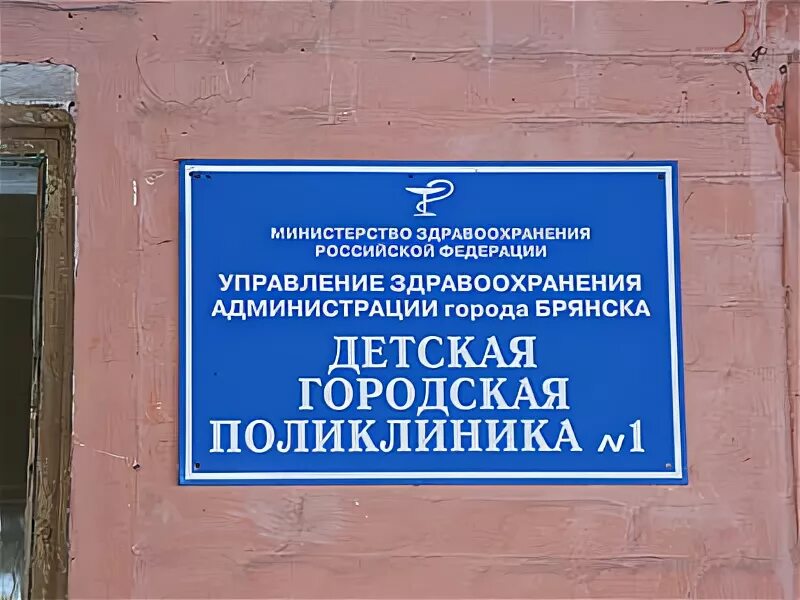 МИНИСТЕРСТВО ЗДРАВООХРАНЕНИЯ
РОССИЙСКОЙ ФЕДЕРАЦИИ
УПРАВЛЕНИЕ ЗДРАВООХРАНЕНИЯ
АДМИНИСТРАЦИИ города БРЯНСКА
ДЕТСКАЯ
ГОРОДСКАЯ
ПОЛИКЛИНИКА №1